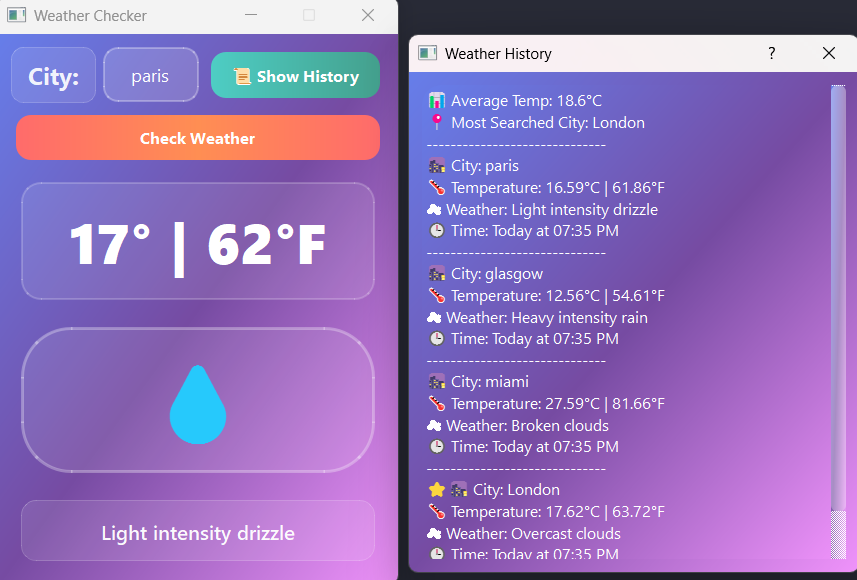 Weather Checker
City:
paris
📜 Show History
Check Weather
17° | 62°F
Light intensity drizzle
Weather History
?
📊 Average Temp: 18.6°C
📍 Most Searched City: London
------------------------------
🌆 City: paris
🌡️ Temperature: 16.59°C | 61.86°F
☁ Weather: Light intensity drizzle
🕒 Time: Today at 07:35 PM
------------------------------
🌆 City: glasgow
🌡️ Temperature: 12.56°C | 54.61°F
☁ Weather: Heavy intensity rain
🕒 Time: Today at 07:35 PM
------------------------------
🌆 City: miami
🌡️ Temperature: 27.59°C | 81.66°F
☁ Weather: Broken clouds
🕒 Time: Today at 07:35 PM
------------------------------
⭐ 🌆 City: London
🌡️ Temperature: 17.62°C | 63.72°F
☁ Weather: Overcast clouds
🕒 Time: Today at 07:35 PM